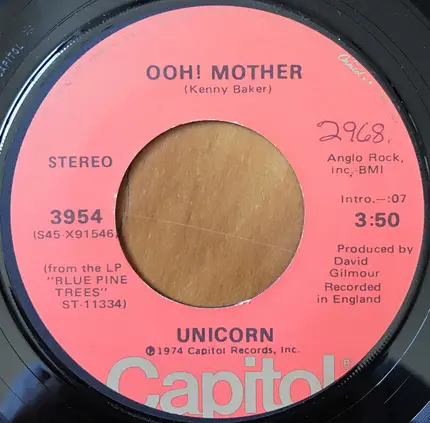 OOH! MOTHER
(Kenny Baker)
2968.
STEREO
Anglo Rock,
inc.-BMI
Intro.-:07
3954
3:50
(S45-X91546)
(from the LP
"BLUE PINE
TREES"
ST-11334)
Produced by
David
Gilmour
Recorded in
England
UNICORN
℗1974 Capitol Records, Inc.
Capitol®